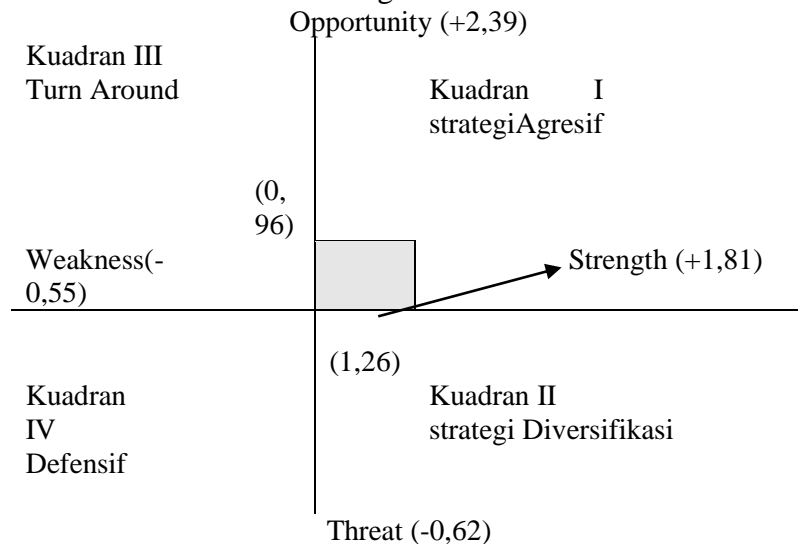 Opportunity (+2,39)
Kuadran III
Turn Around
Kuadran I
strategiAgresif
(0,
96)
Weakness(-
0,55)
Strength (+1,81)
(1,26)
Kuadran
IV
Defensif
Kuadran II
strategi Diversifikasi
Threat (-0,62)